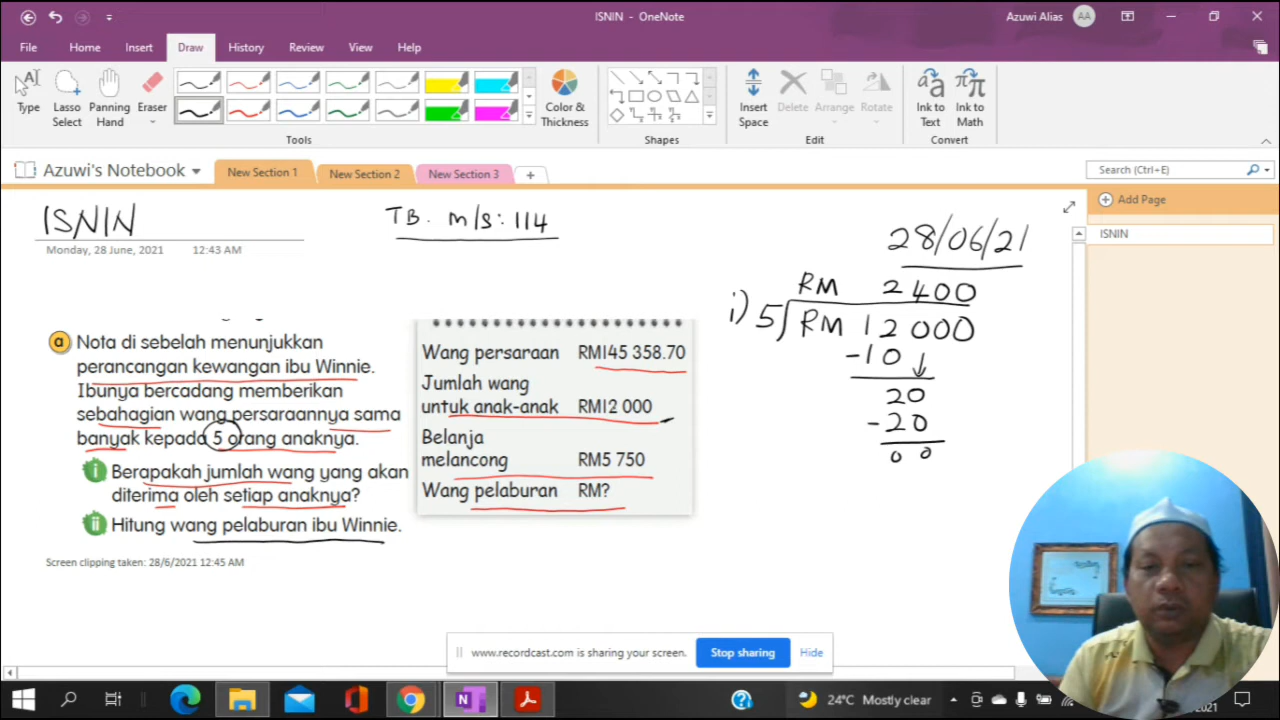 ISNIN - OneNote
Azuwi Alias
AA
File Home Insert Draw History Review View Help
Type
Lasso Select
Panning Hand
Eraser
Color & Thickness
Insert Space
Delete
Arrange
Rotate
Ink to Text
Ink to Math
Tools
Shapes
Edit
Convert
Azuwi's Notebook
New Section 1
New Section 2
New Section 3
+
Search (Ctrl+E)
Add Page
ISNIN
ISNIN
Monday, 28 June, 2021 12:43 AM
TB. m/s: 114
28/06/21
a Nota di sebelah menunjukkan
perancangan kewangan ibu Winnie.
Ibunya bercadang memberikan
sebahagian wang persaraannya sama
banyak kepada 5 orang anaknya.
i Berapakah jumlah wang yang akan
diterima oleh setiap anaknya?
ii Hitung wang pelaburan ibu Winnie.
Screen clipping taken: 28/6/2021 12:45 AM
Wang persaraan RM145 358.70
Jumlah wang
untuk anak-anak RM12 000
Belanja
melancong RM5 750
Wang pelaburan RM?
RM 2400
i) 5 RM 12000
-10
20
-20
00
www.recordcast.com is sharing your screen.
Stop sharing
Hide
24°C Mostly clear